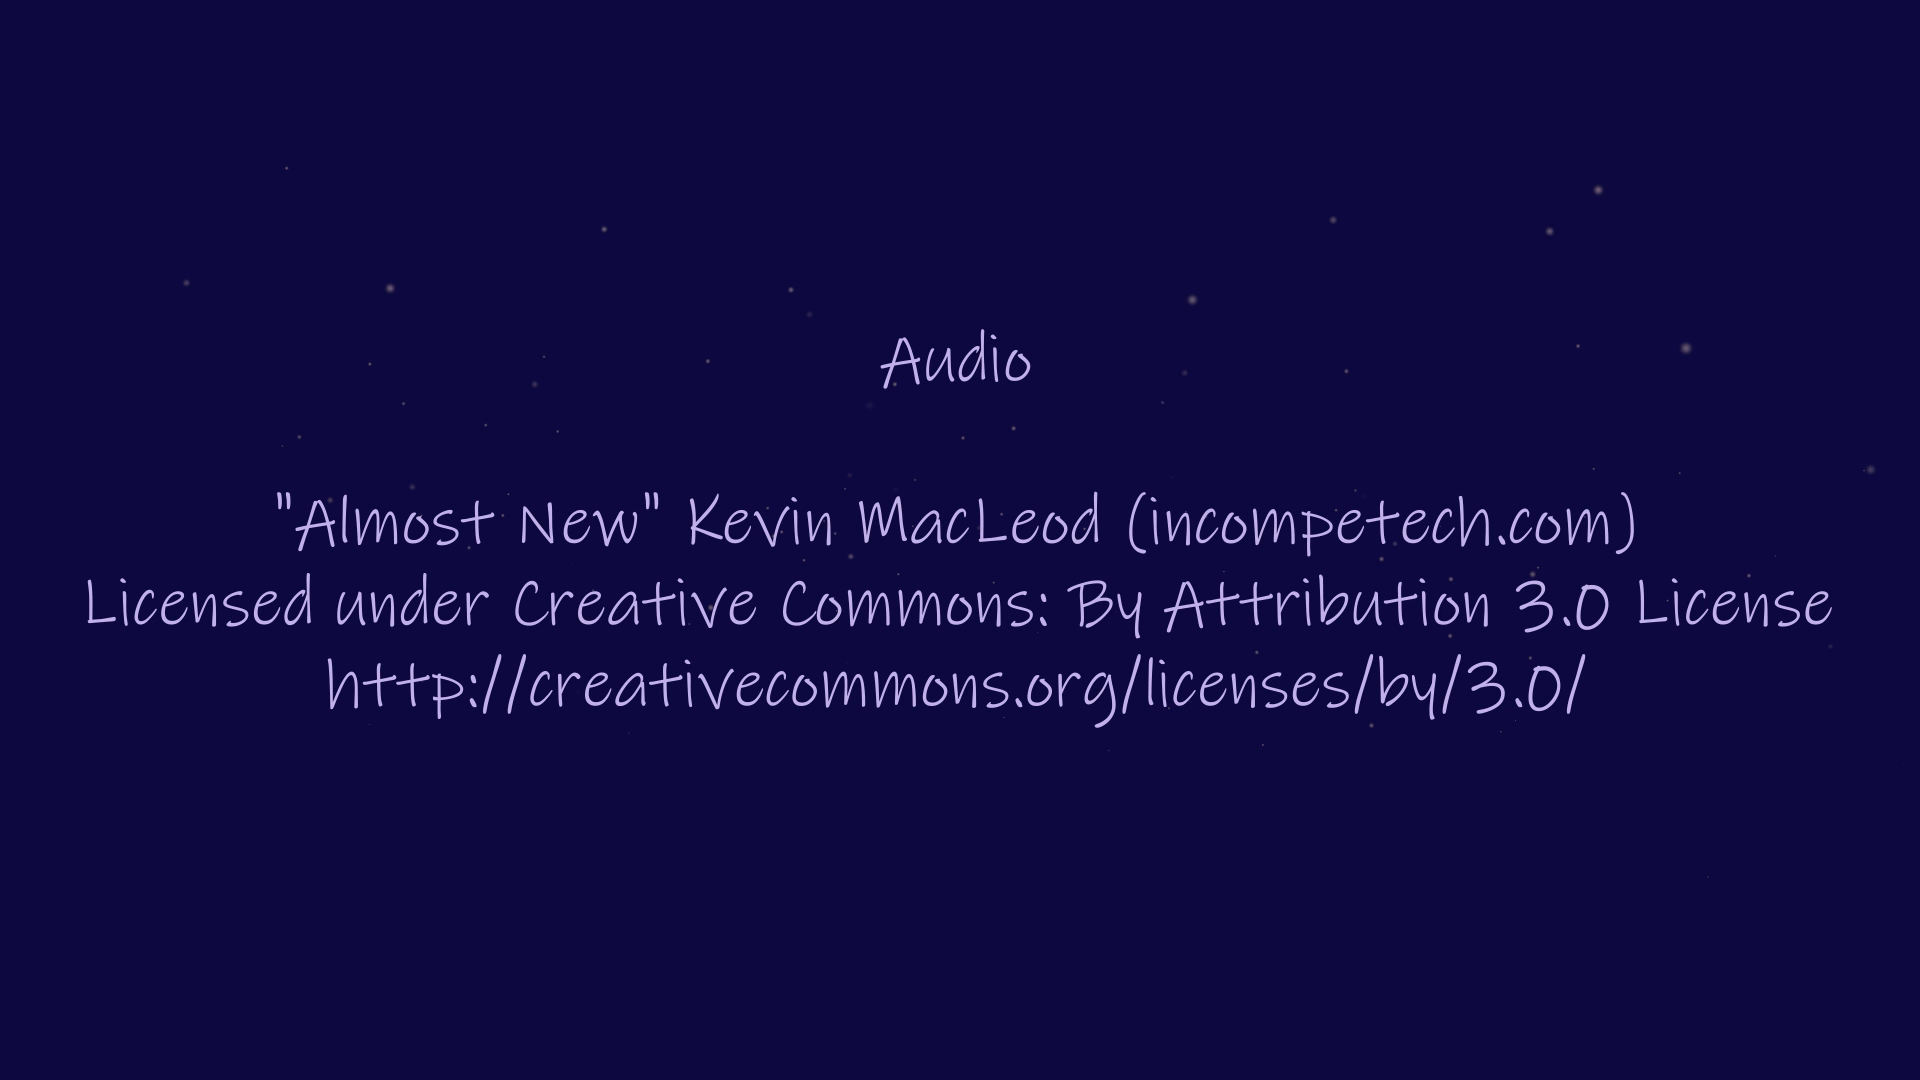 Audio
"Almost New" Kevin MacLeod (incompetech.com)
Licensed under Creative Commons: By Attribution 3.0 License
http://creativecommons.org/licenses/by/3.0/